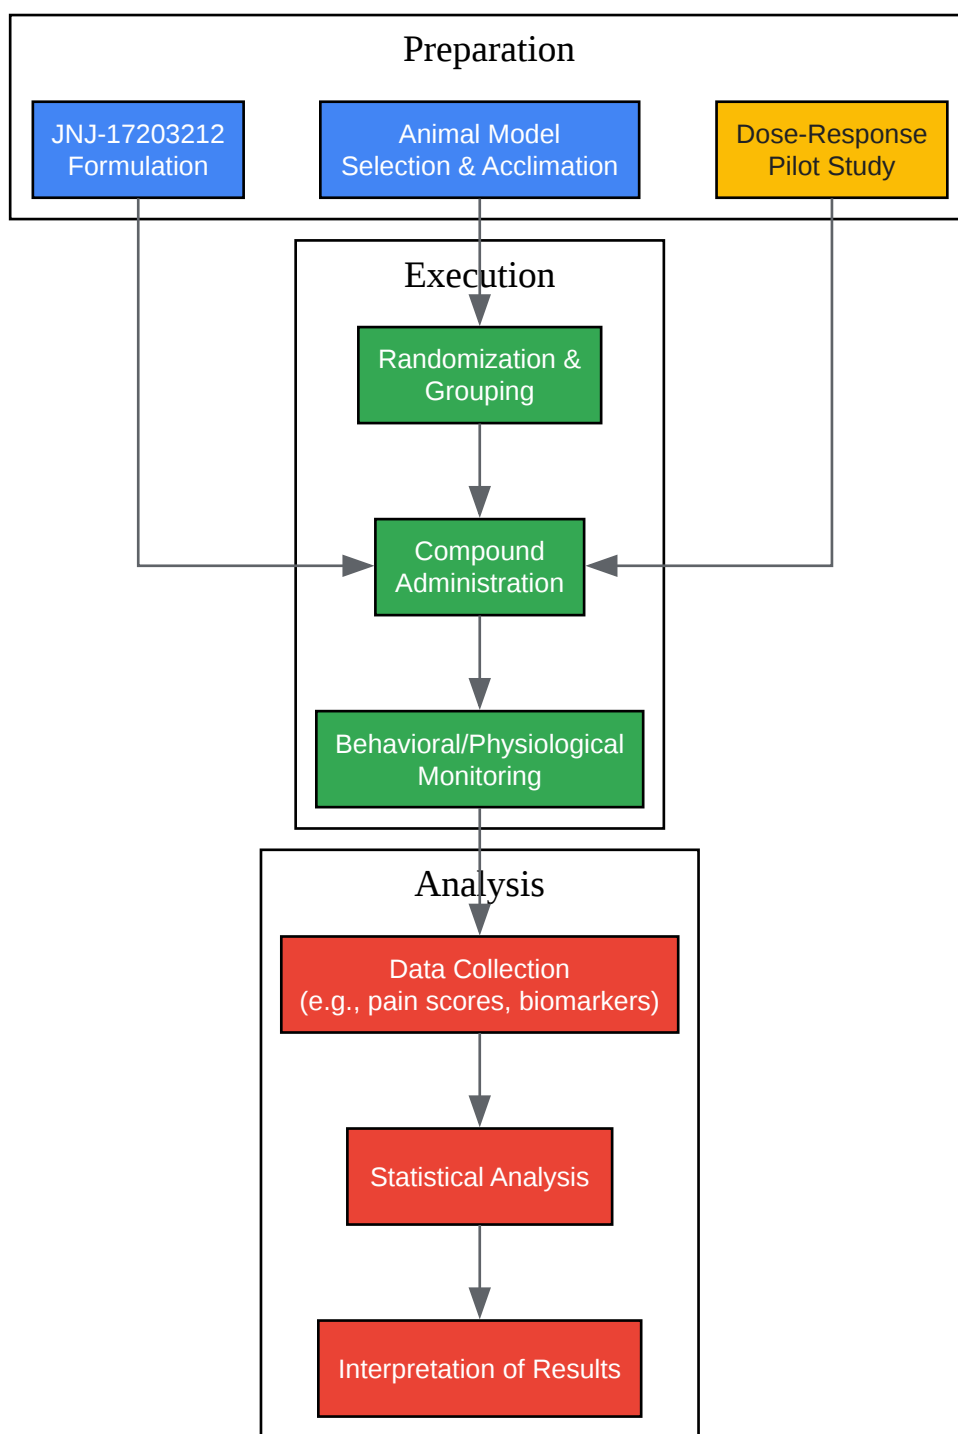 Preparation
JNJ-17203212
Formulation
Animal Model
Selection & Acclimation
Dose-Response
Pilot Study
Execution
Randomization &
Grouping
Compound
Administration
Behavioral/Physiological
Monitoring
Analysis
Data Collection
(e.g., pain scores, biomarkers)
Statistical Analysis
Interpretation of Results